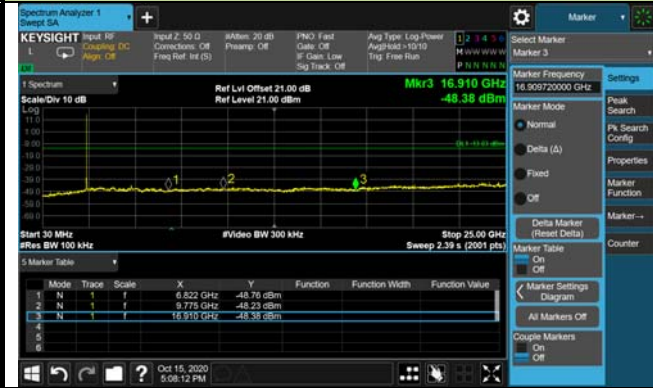 Spectrum Analyzer 1
Swept SA
+
Marker
KEYSIGHT Input: RF
L
Coupling: DC
Align: Off
Input Z: 50 Ω
Corrections: Off
Freq Ref: Int (S)
#Atten: 20 dB
Preamp: Off
PNO: Fast
Gate: Off
IF Gain: Low
Sig Track: Off
Avg Type: Log-Power
Avg|Hold:>10/10
Trig: Free Run
1 2 3 4 5 6
M W W W W W
P N N N N N
Select Marker
Marker 3
1 Spectrum
Scale/Div 10 dB
Log
Ref Lvl Offset 21.00 dB
Ref Level 21.00 dBm
Mkr3 16.910 GHz
-48.38 dBm
11.0
1.00
-9.00
-19.0
-29.0
-39.0
-49.0
-59.0
-69.0
1
2
3
Start 30 MHz
#Res BW 100 kHz
#Video BW 300 kHz
Stop 25.00 GHz
Sweep 2.39 s (2001 pts)
5 Marker Table
Mode Trace Scale X Y Function Function Width Function Value
1 N 1 f 6.822 GHz -48.76 dBm
2 N 1 f 9.775 GHz -48.23 dBm
3 N 1 f 16.910 GHz -48.38 dBm
4
5
6
Marker Frequency
16.909720000 GHz
Marker Mode
Normal
Delta (Δ)
Fixed
Off
Delta Marker
(Reset Delta)
Marker Table
On
Off
Marker Settings
Diagram
All Markers Off
Couple Markers
On
Off
Settings
Peak
Search
Pk Search
Config
Properties
Marker
Function
Marker→
Counter
?
Oct 15, 2020
5:08:12 PM